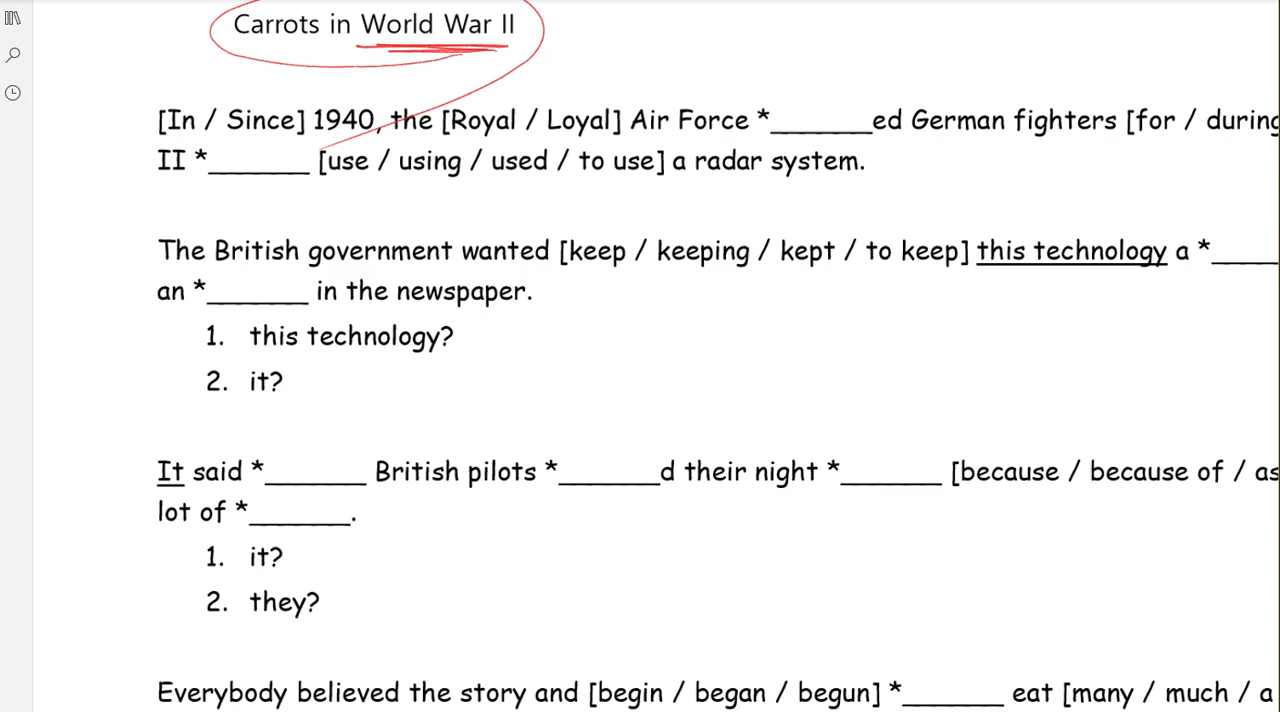 Carrots in World War II
[In / Since] 1940, the [Royal / Loyal] Air Force *_______ed German fighters [for / during
II *_______ [use / using / used / to use] a radar system.
The British government wanted [keep / keeping / kept / to keep] this technology a *_____
an *_______ in the newspaper.
1. this technology?
2. it?
It said *_______ British pilots *_______d their night *_______ [because / because of / as
lot of *_______.
1. it?
2. they?
Everybody believed the story and [begin / began / begun] *_______ eat [many / much / a